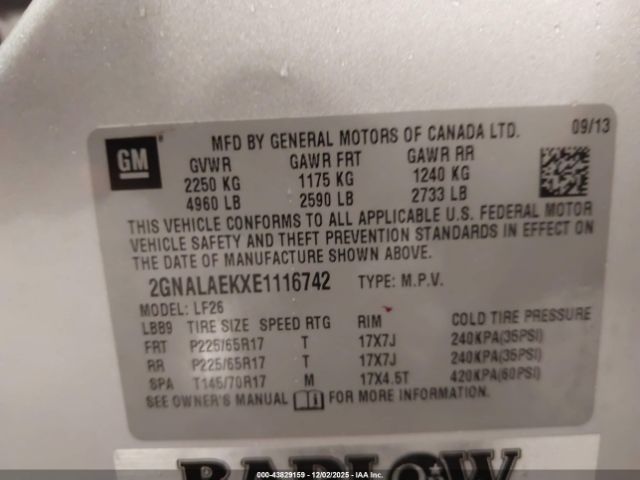 MFD BY GENERAL MOTORS OF CANADA LTD. 09/13
GM
GVWR GAWR FRT GAWR RR
2250 KG 1175 KG 1240 KG
4960 LB 2590 LB 2733 LB
THIS VEHICLE CONFORMS TO ALL APPLICABLE U.S. FEDERAL MOTOR
VEHICLE SAFETY AND THEFT PREVENTION STANDARDS IN EFFECT ON
THE DATE OF MANUFACTURE SHOWN ABOVE.
2GNALAEKXE1116742 TYPE: M.P.V.
MODEL: LF26
LBB9 TIRE SIZE SPEED RTG RIM COLD TIRE PRESSURE
FRT P225/65R17 T 17X7J 240KPA(35PSI)
RR P225/65R17 T 17X7J 240KPA(35PSI)
SPA T145/70R17 M 17X4.5T 420KPA(60PSI)
SEE OWNER'S MANUAL FOR MORE INFORMATION.
BARLOW
000-43829159 - 12/02/2025 - IAA Inc.